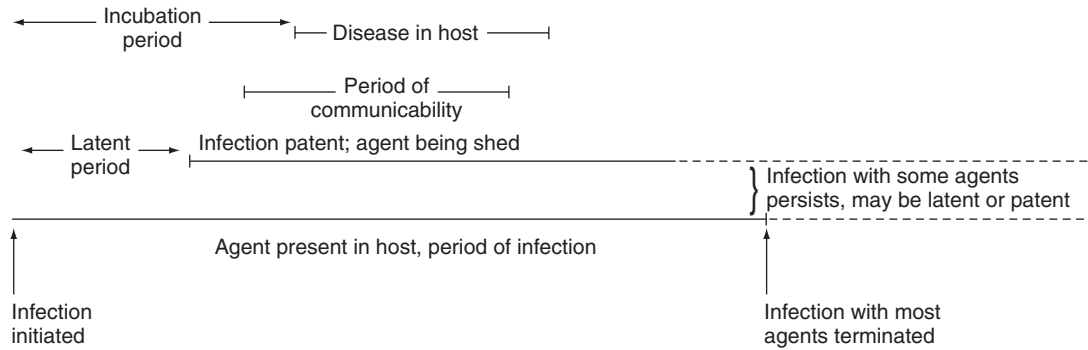 Incubation
period
Disease in host
Period of
communicability
Latent
period
Infection patent; agent being shed
Infection with some agents
persists, may be latent or patent
Agent present in host, period of infection
Infection
initiated
Infection with most
agents terminated